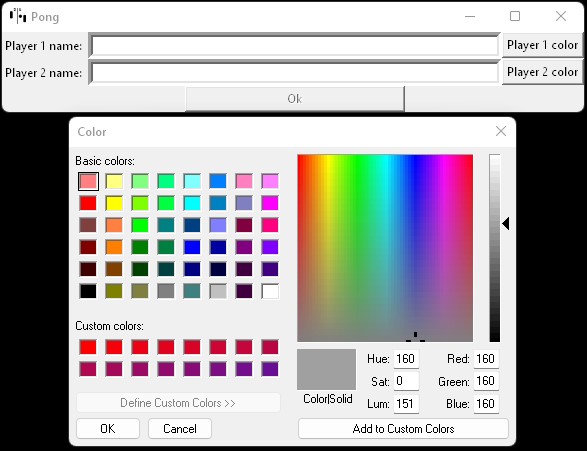 Pong
Player 1 name:
Player 1 color
Player 2 name:
Player 2 color
Ok
Color
Basic colors:
Custom colors:
Define Custom Colors >>
OK
Cancel
Color|Solid
Hue: 160
Red: 160
Sat: 0
Green: 160
Lum: 151
Blue: 160
Add to Custom Colors